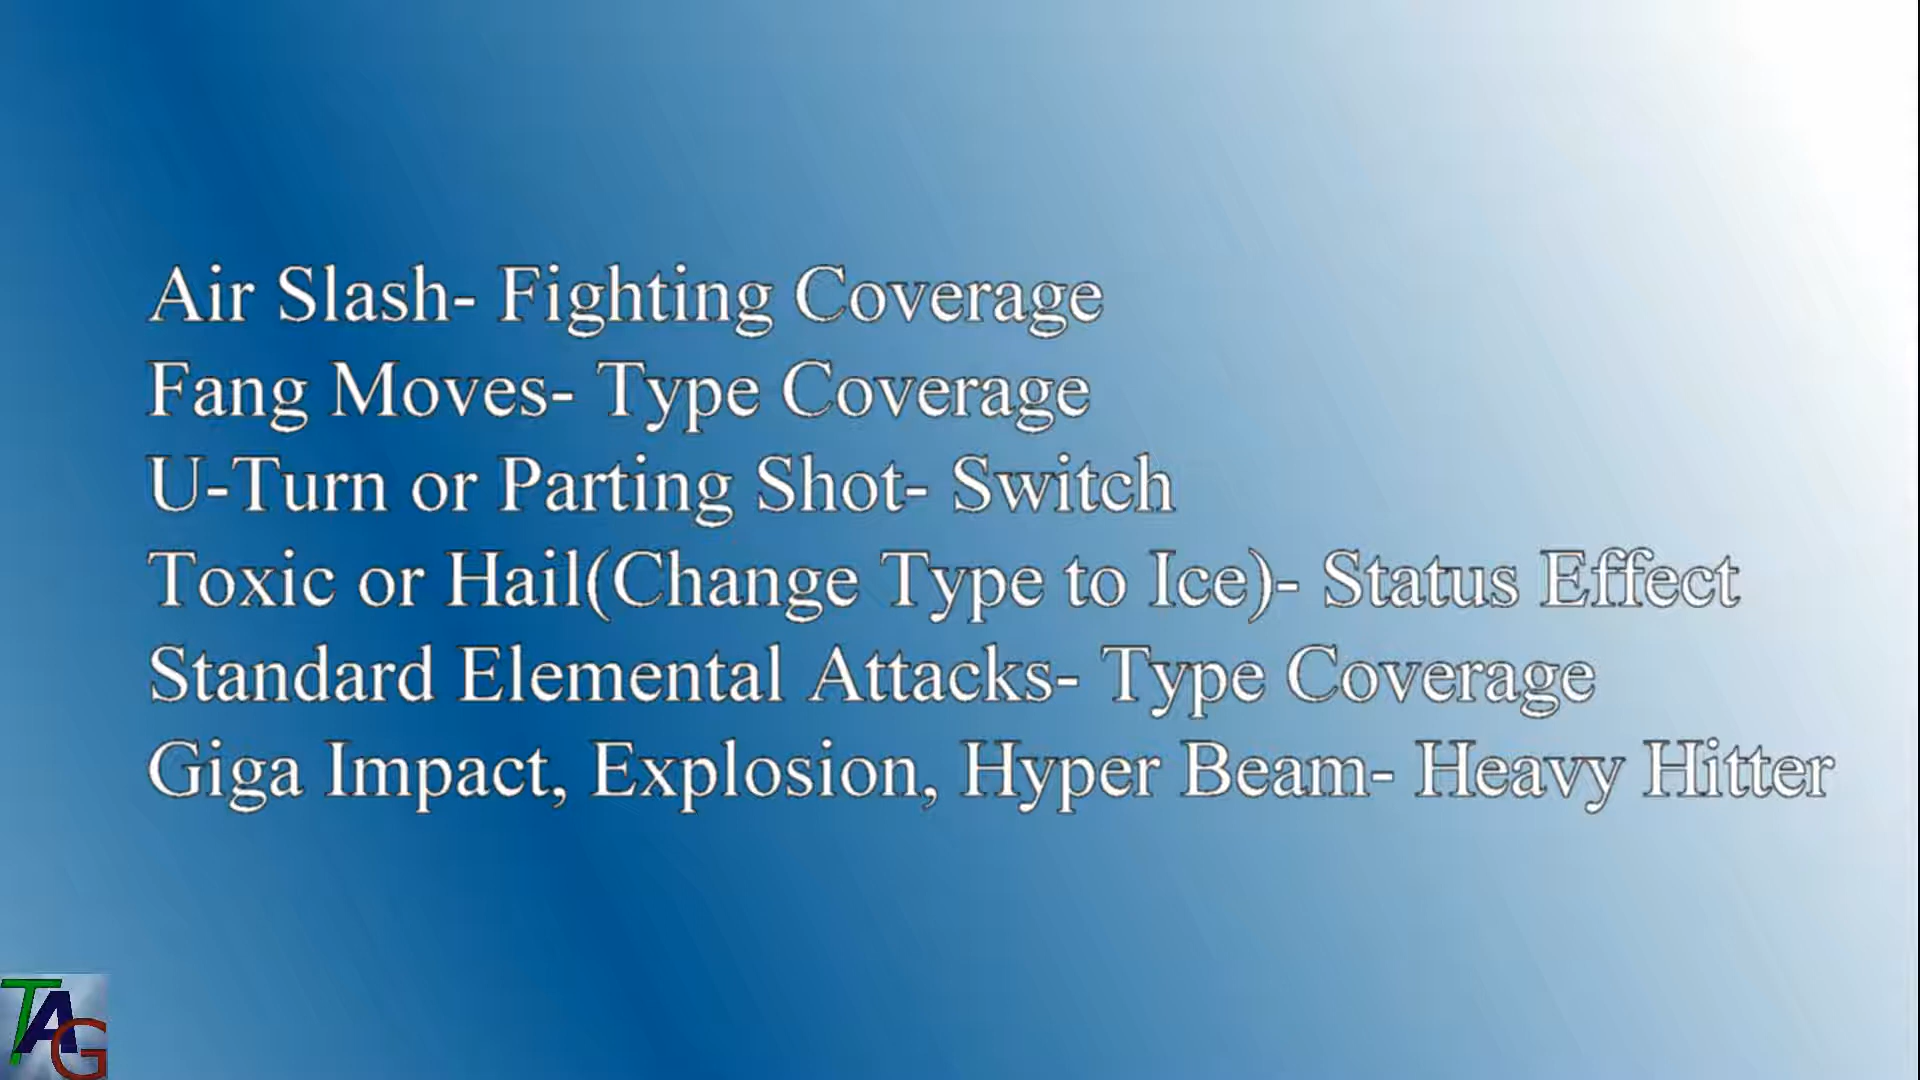 Air Slash- Fighting Coverage
Fang Moves- Type Coverage
U-Turn or Parting Shot- Switch
Toxic or Hail(Change Type to Ice)- Status Effect
Standard Elemental Attacks- Type Coverage
Giga Impact, Explosion, Hyper Beam- Heavy Hitter
TAG